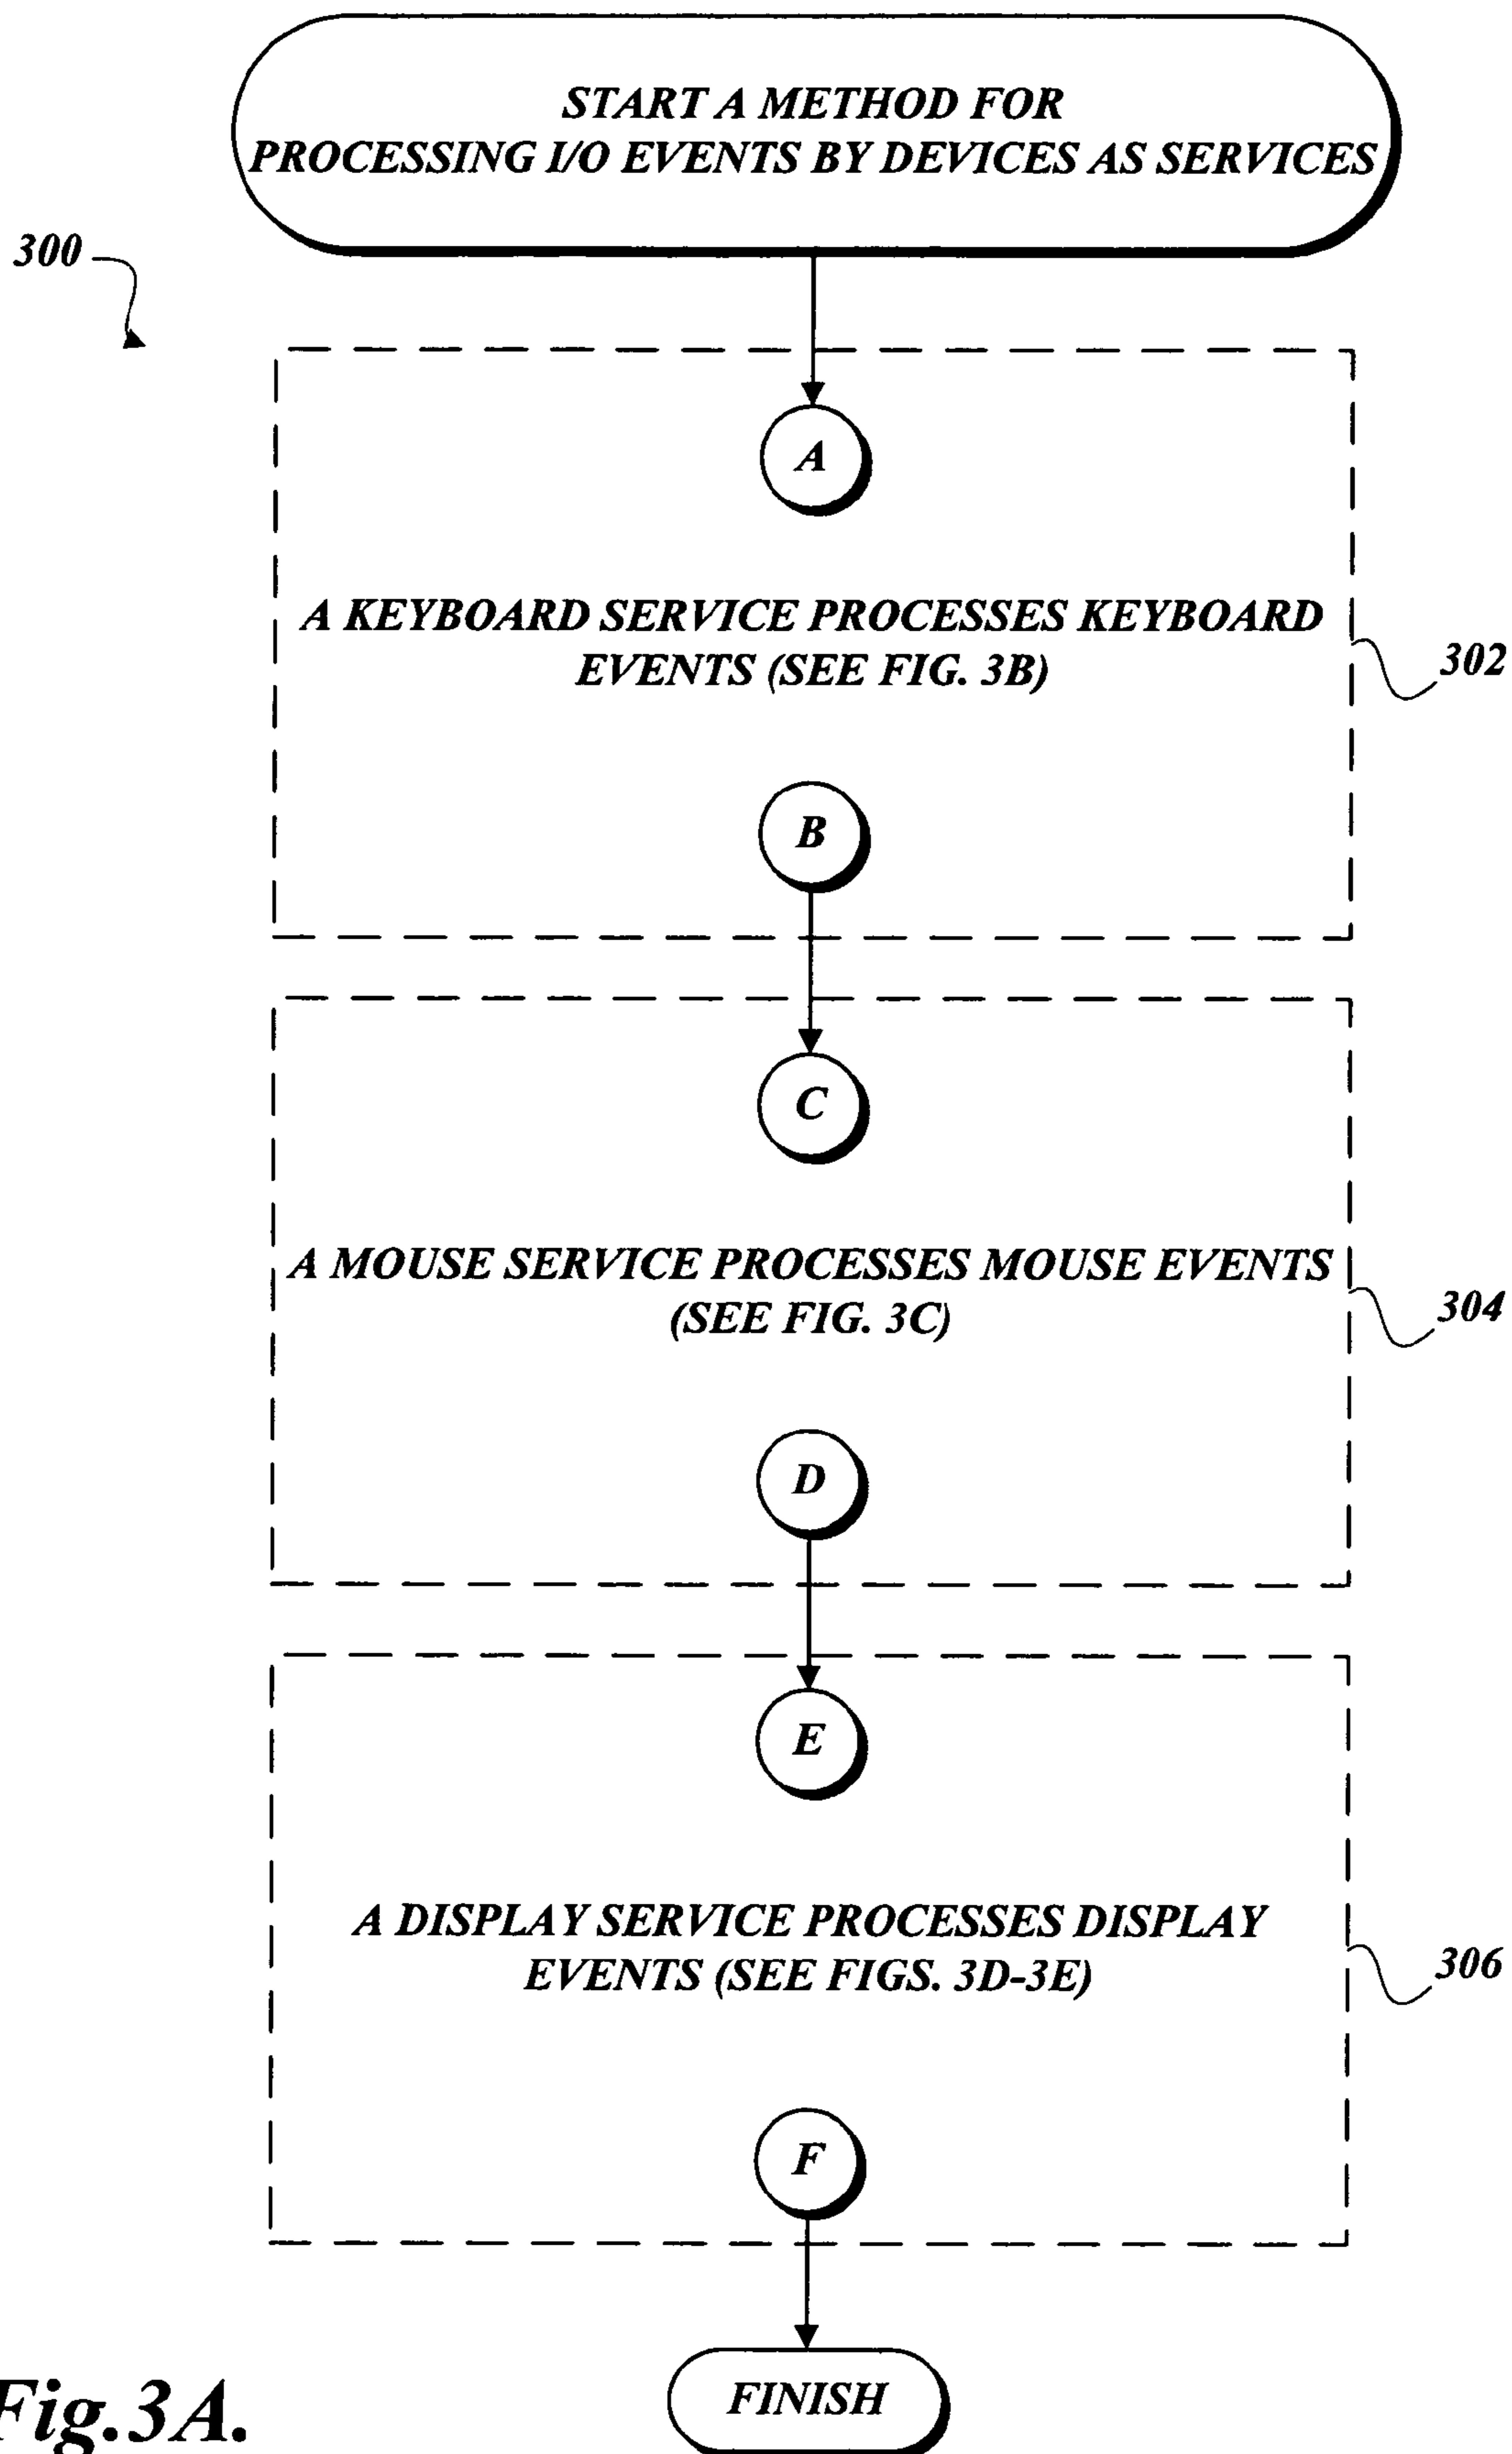 START A METHOD FOR
PROCESSING I/O EVENTS BY DEVICES AS SERVICES
300
A
A KEYBOARD SERVICE PROCESSES KEYBOARD
EVENTS (SEE FIG. 3B)
302
B
C
A MOUSE SERVICE PROCESSES MOUSE EVENTS
(SEE FIG. 3C)
304
D
E
A DISPLAY SERVICE PROCESSES DISPLAY
EVENTS (SEE FIGS. 3D-3E)
306
F
FINISH
Fig.3A.